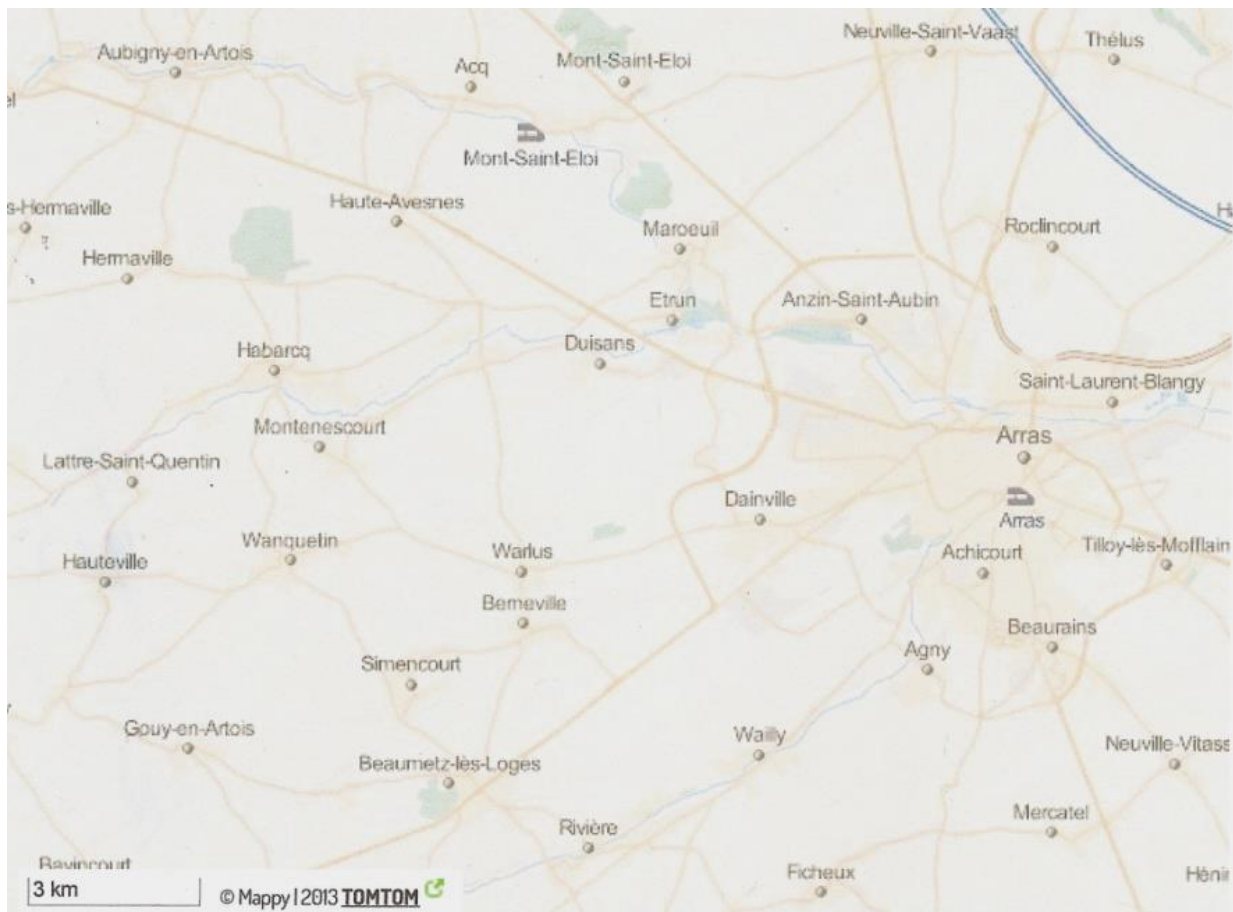 Neuville-Saint-Vaast
Thélus
Aubigny-en-Artois
Acq
Mont-Saint-Eloi
el
Mont-Saint-Eloi
s-Hermaville
Haute-Avesnes
Maroeuil
Roclincourt
Hermaville
Etrun
Anzin-Saint-Aubin
Habarcq
Duisans
Saint-Laurent-Blangy
Montenescourt
Arras
Lattre-Saint-Quentin
Dainville
Arras
Wanquetin
Warlus
Achicourt
Tilloy-lès-Mofflain
Hauteville
Berneville
Beaurains
Simencourt
Agny
Gouy-en-Artois
Wailly
Neuville-Vitass
Beaumetz-lès-Loges
Rivière
Mercatel
Bavincourt
Ficheux
Hénin
3 km
© Mappy | 2013 TOMTOM